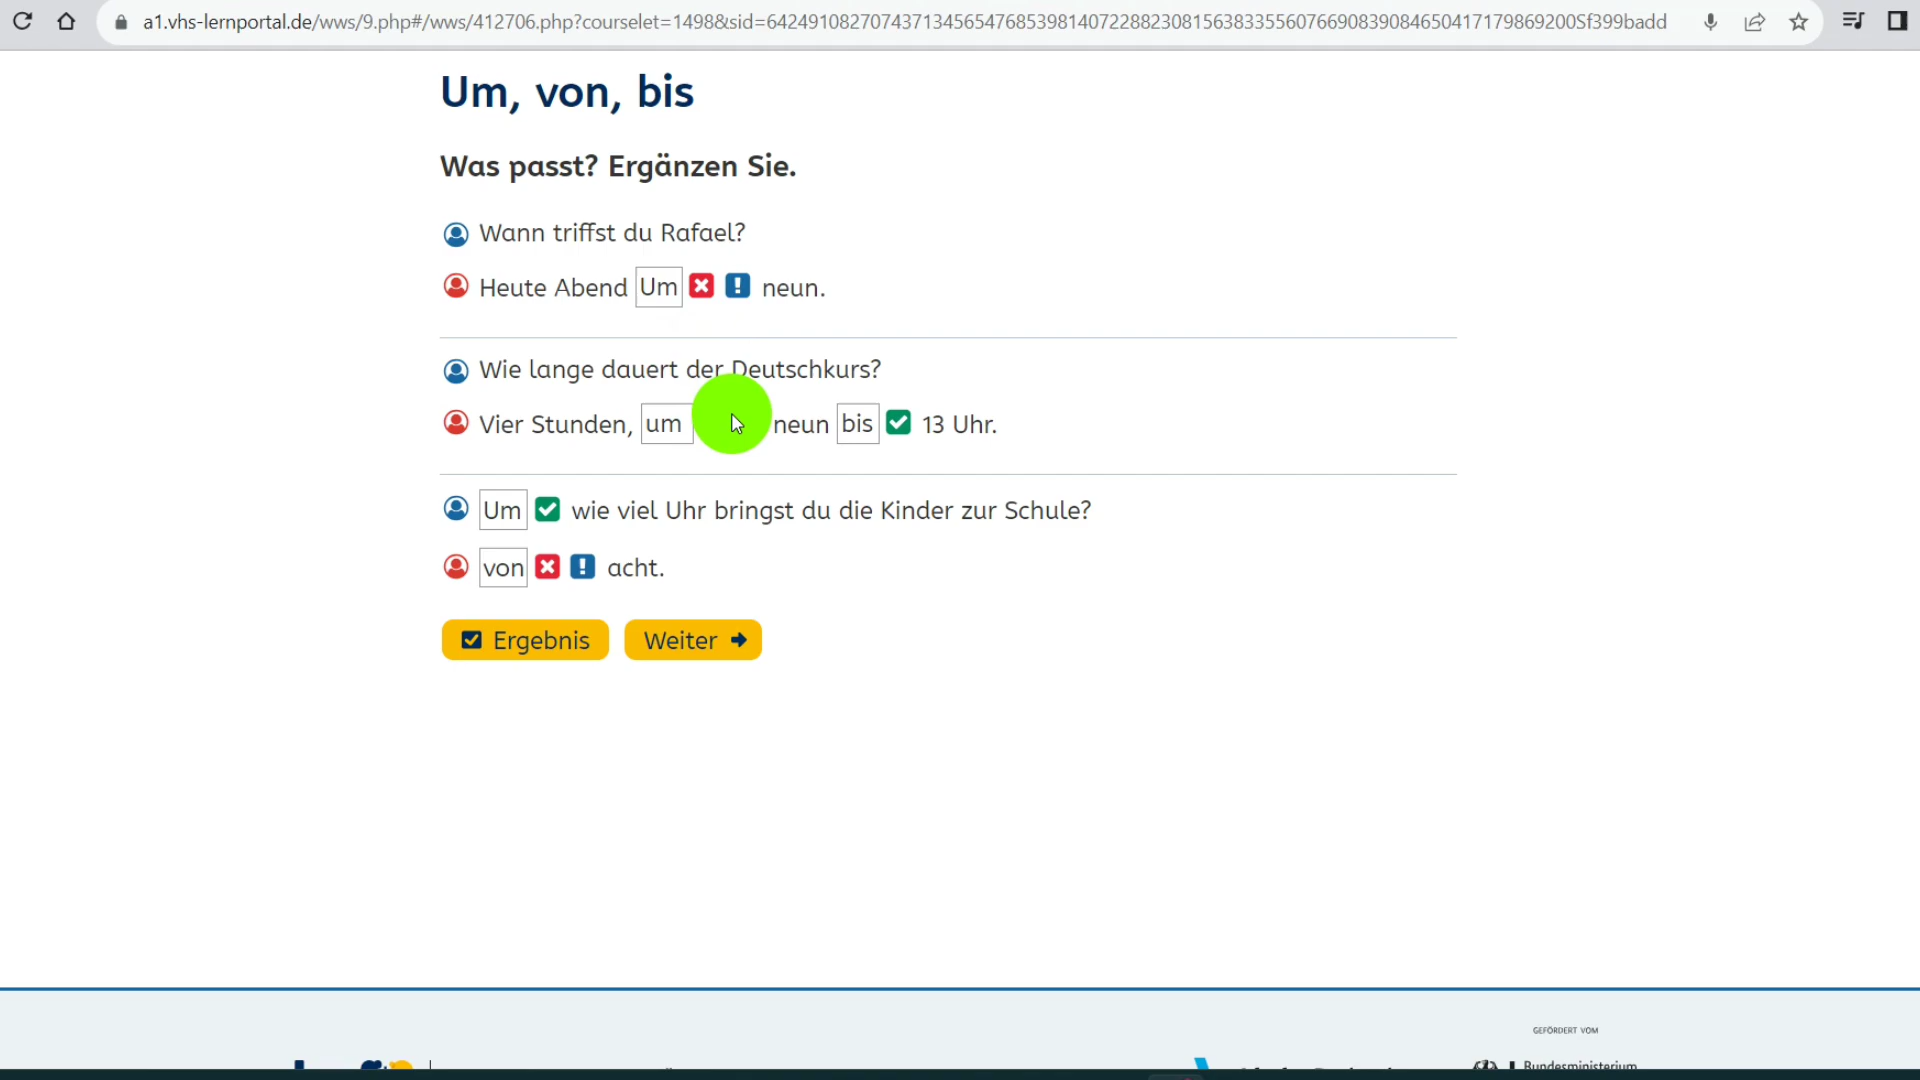 a1.vhs-lernportal.de/wws/9.php#/wws/412706.php?courselet=1498&sid=64249108270743713456547685398140722882308156383355607669083908465041717986920​0Sf399badd
Um, von, bis
Was passt? Ergänzen Sie.
Wann triffst du Rafael?
Heute Abend Um neun.
Wie lange dauert der Deutschkurs?
Vier Stunden, um neun bis 13 Uhr.
Um wie viel Uhr bringst du die Kinder zur Schule?
von acht.
Ergebnis Weiter
GEFÖRDERT VOM
Bundesministerium